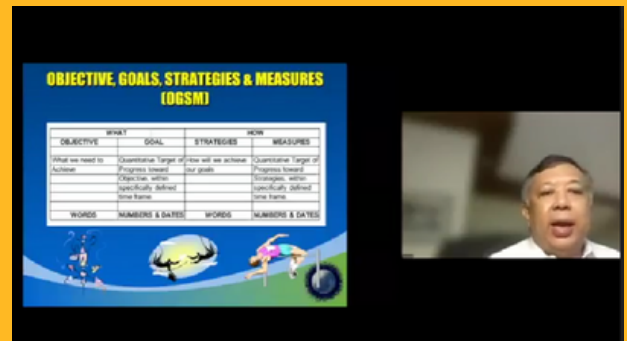 OBJECTIVE, GOALS, STRATEGIES & MEASURES
(OGSM)
WHAT HOW
OBJECTIVE GOAL STRATEGIES MEASURES
What we need to Quantitative Target of How will we achieve Quantitative Target of
Achieve Progress toward our goals Progress toward
Objective, within Strategies, within
specifically defined specifically defined
time frame time frame
WORDS NUMBERS & DATES WORDS NUMBERS & DATES